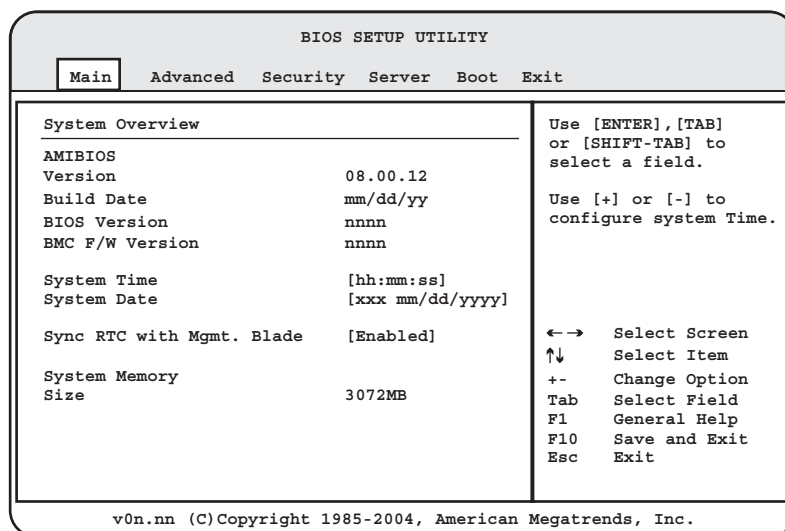 BIOS SETUP UTILITY
Main Advanced Security Server Boot Exit
System Overview
AMIBIOS
Version 08.00.12
Build Date mm/dd/yy
BIOS Version nnnn
BMC F/W Version nnnn
System Time [hh:mm:ss]
System Date [xxx mm/dd/yyyy]
Sync RTC with Mgmt. Blade [Enabled]
System Memory
Size 3072MB
Use [ENTER],[TAB]
or [SHIFT-TAB] to
select a field.
Use [+] or [-] to
configure system Time.
←→ Select Screen
↑↓ Select Item
+- Change Option
Tab Select Field
F1 General Help
F10 Save and Exit
Esc Exit
v0n.nn (C)Copyright 1985-2004, American Megatrends, Inc.